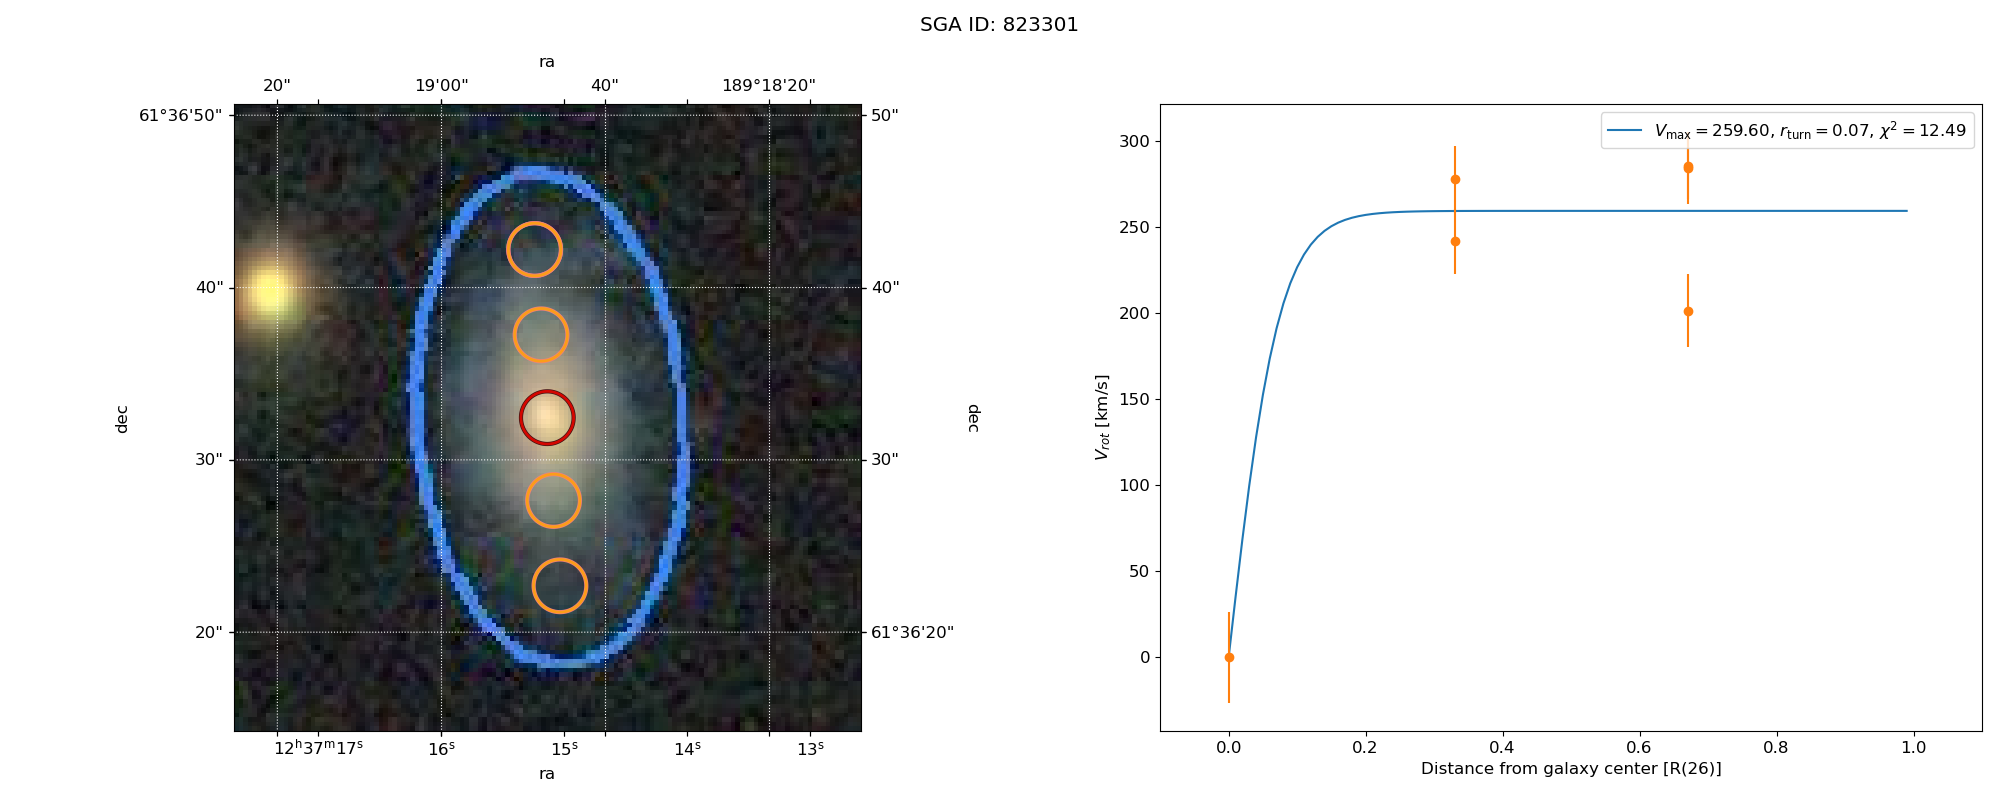 SGA ID: 823301
ra
20" 19'00" 40" 189°18'20"
61°36'50"
40"
30"
20"
dec
50"
40"
30"
61°36'20"
dec
12ʰ37ᵐ17ˢ 16ˢ 15ˢ 14ˢ 13ˢ
ra
V_max = 259.60, r_turn = 0.07, χ² = 12.49
300
250
200
150
100
50
0
V_rot [km/s]
0.0 0.2 0.4 0.6 0.8 1.0
Distance from galaxy center [R(26)]